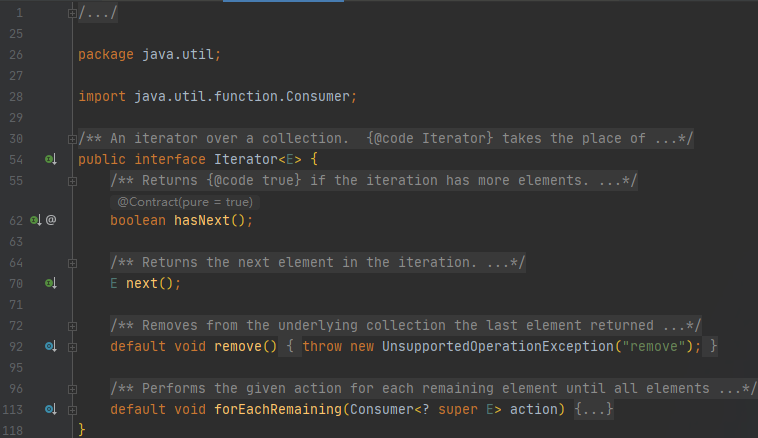 1 /.../
25
26 package java.util;
27
28 import java.util.function.Consumer;
29
30 /** An iterator over a collection.  {@code Iterator} takes the place of ...*/
54 public interface Iterator<E> {
55 /** Returns {@code true} if the iteration has more elements. ...*/
@Contract(pure = true)
62 @ boolean hasNext();
63
64 /** Returns the next element in the iteration. ...*/
70 E next();
71
72 /** Removes from the underlying collection the last element returned ...*/
92 default void remove() { throw new UnsupportedOperationException("remove"); }
95
96 /** Performs the given action for each remaining element until all elements ...*/
113 default void forEachRemaining(Consumer<? super E> action) {...}
118 }